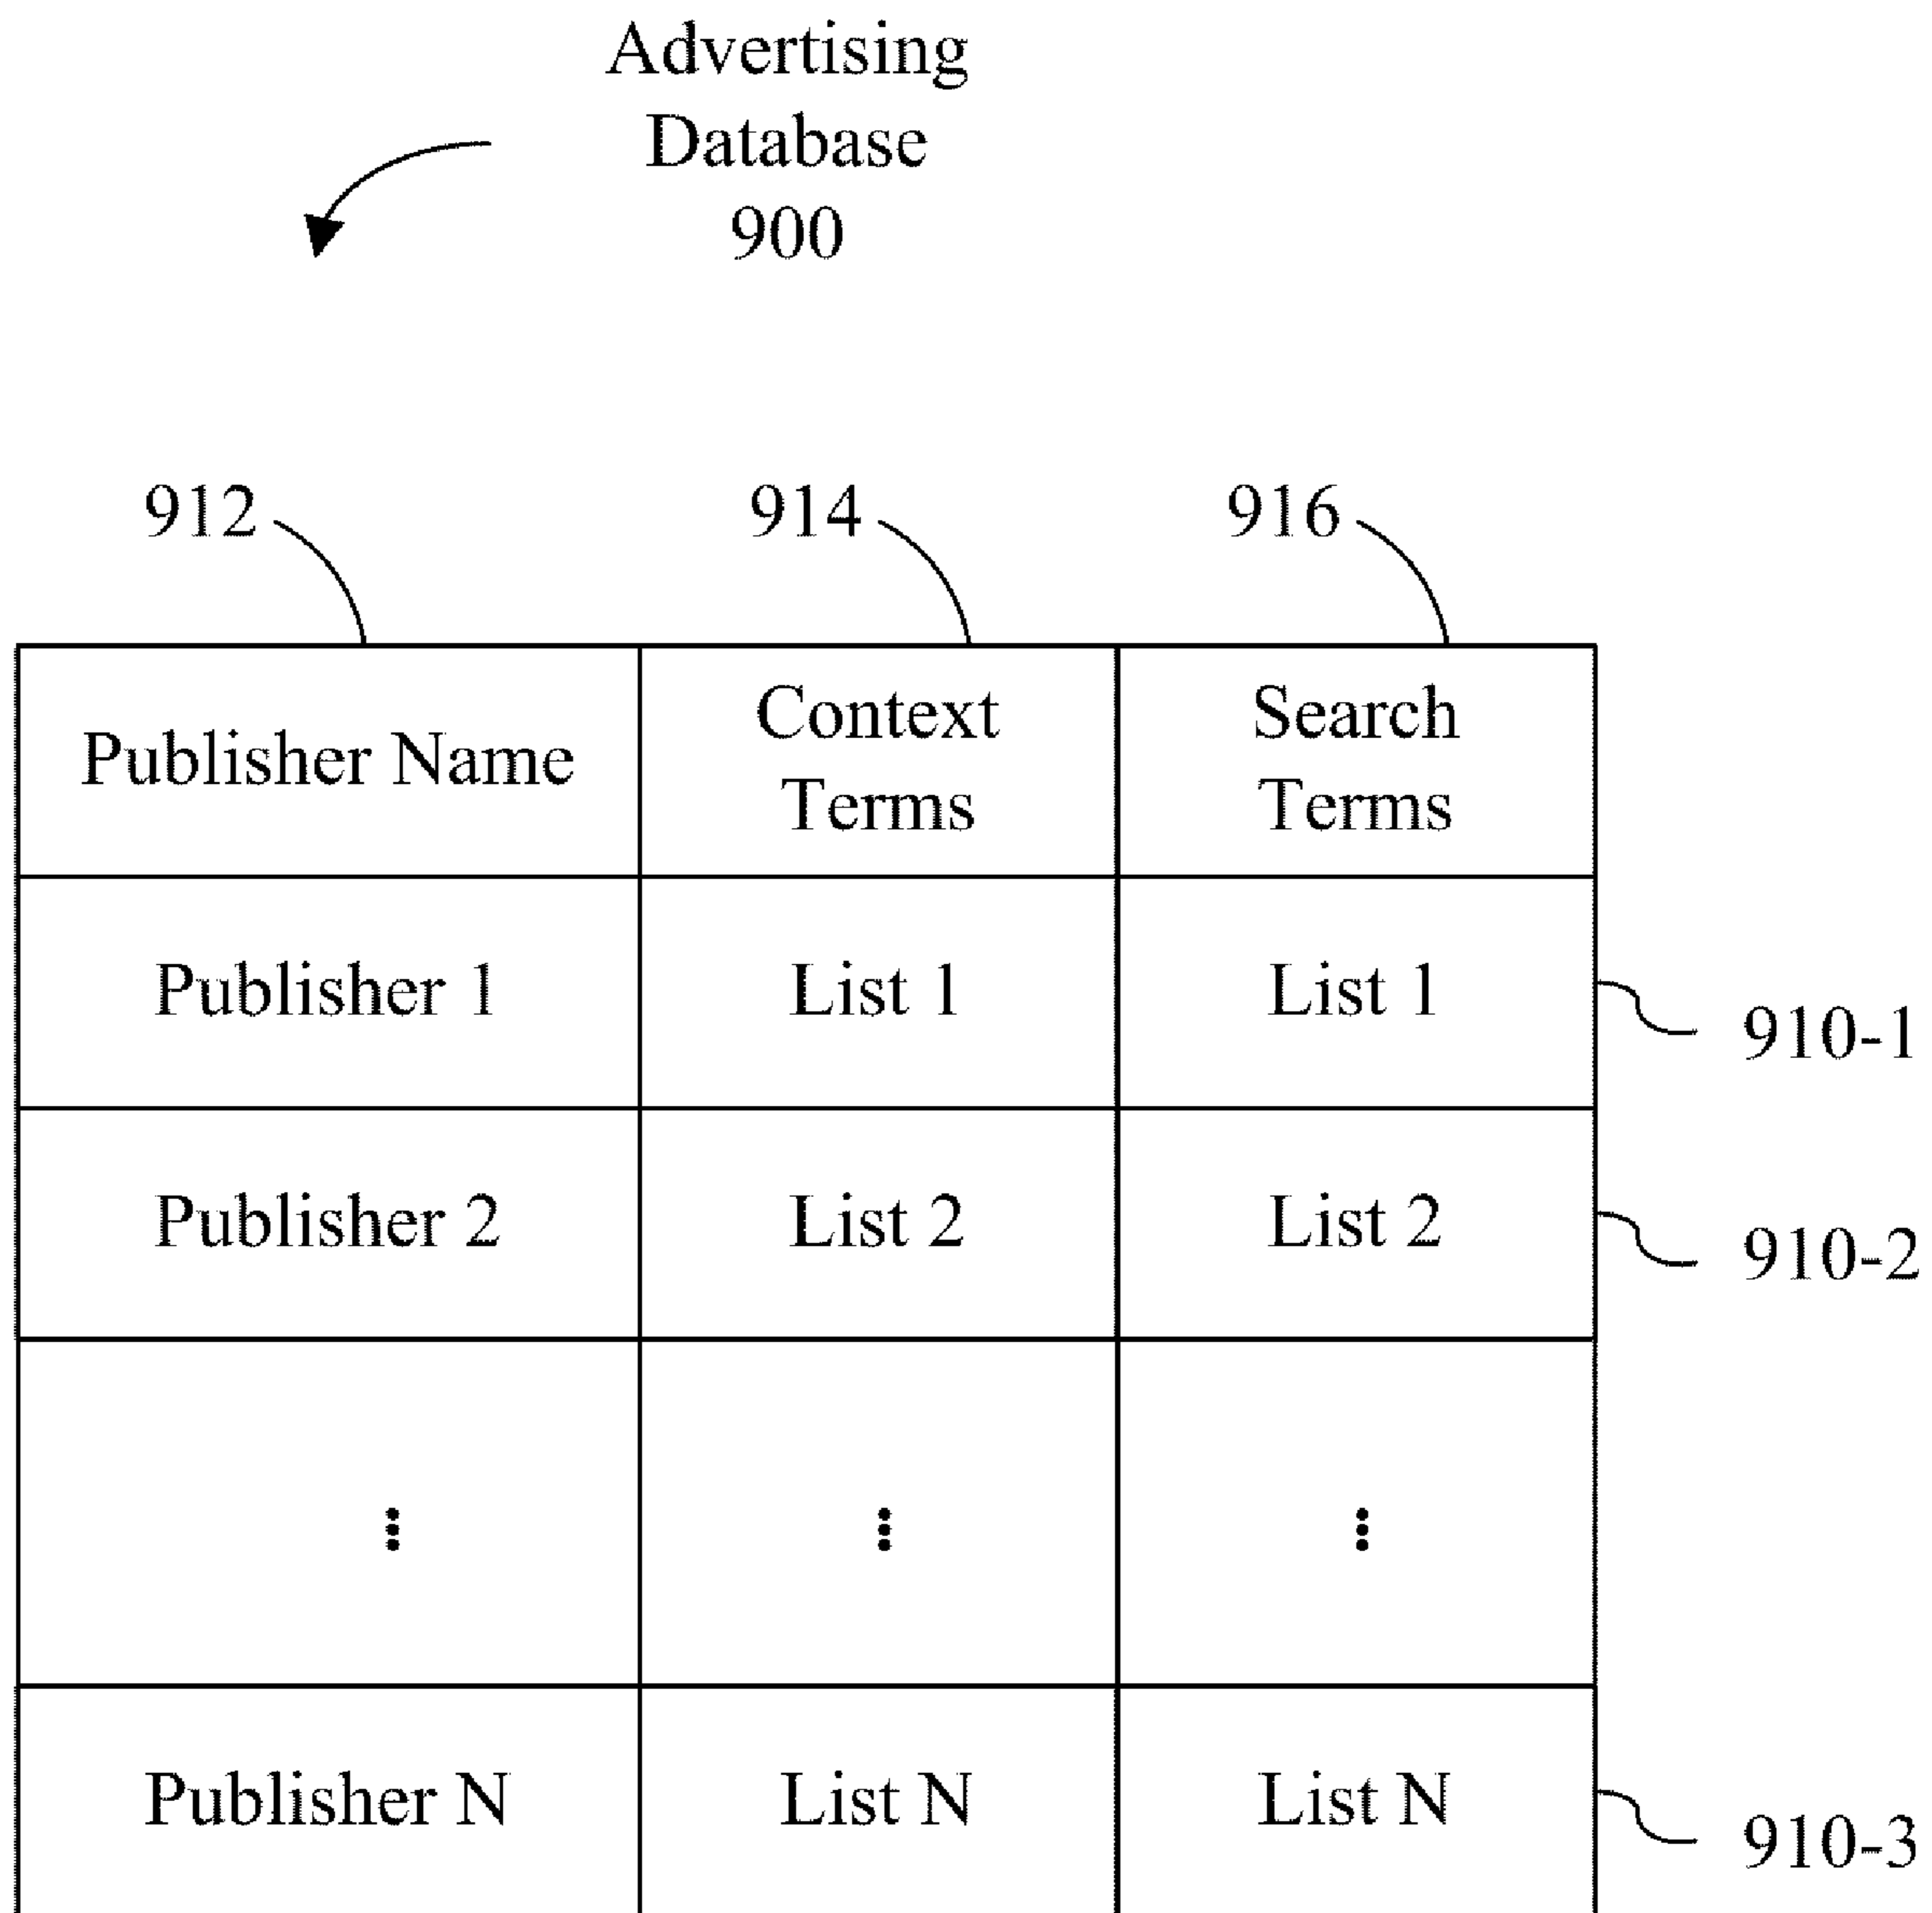 Advertising
Database
900
912 914 916
Publisher Name Context Terms Search Terms
Publisher 1 List 1 List 1 910-1
Publisher 2 List 2 List 2 910-2
Publisher N List N List N 910-3